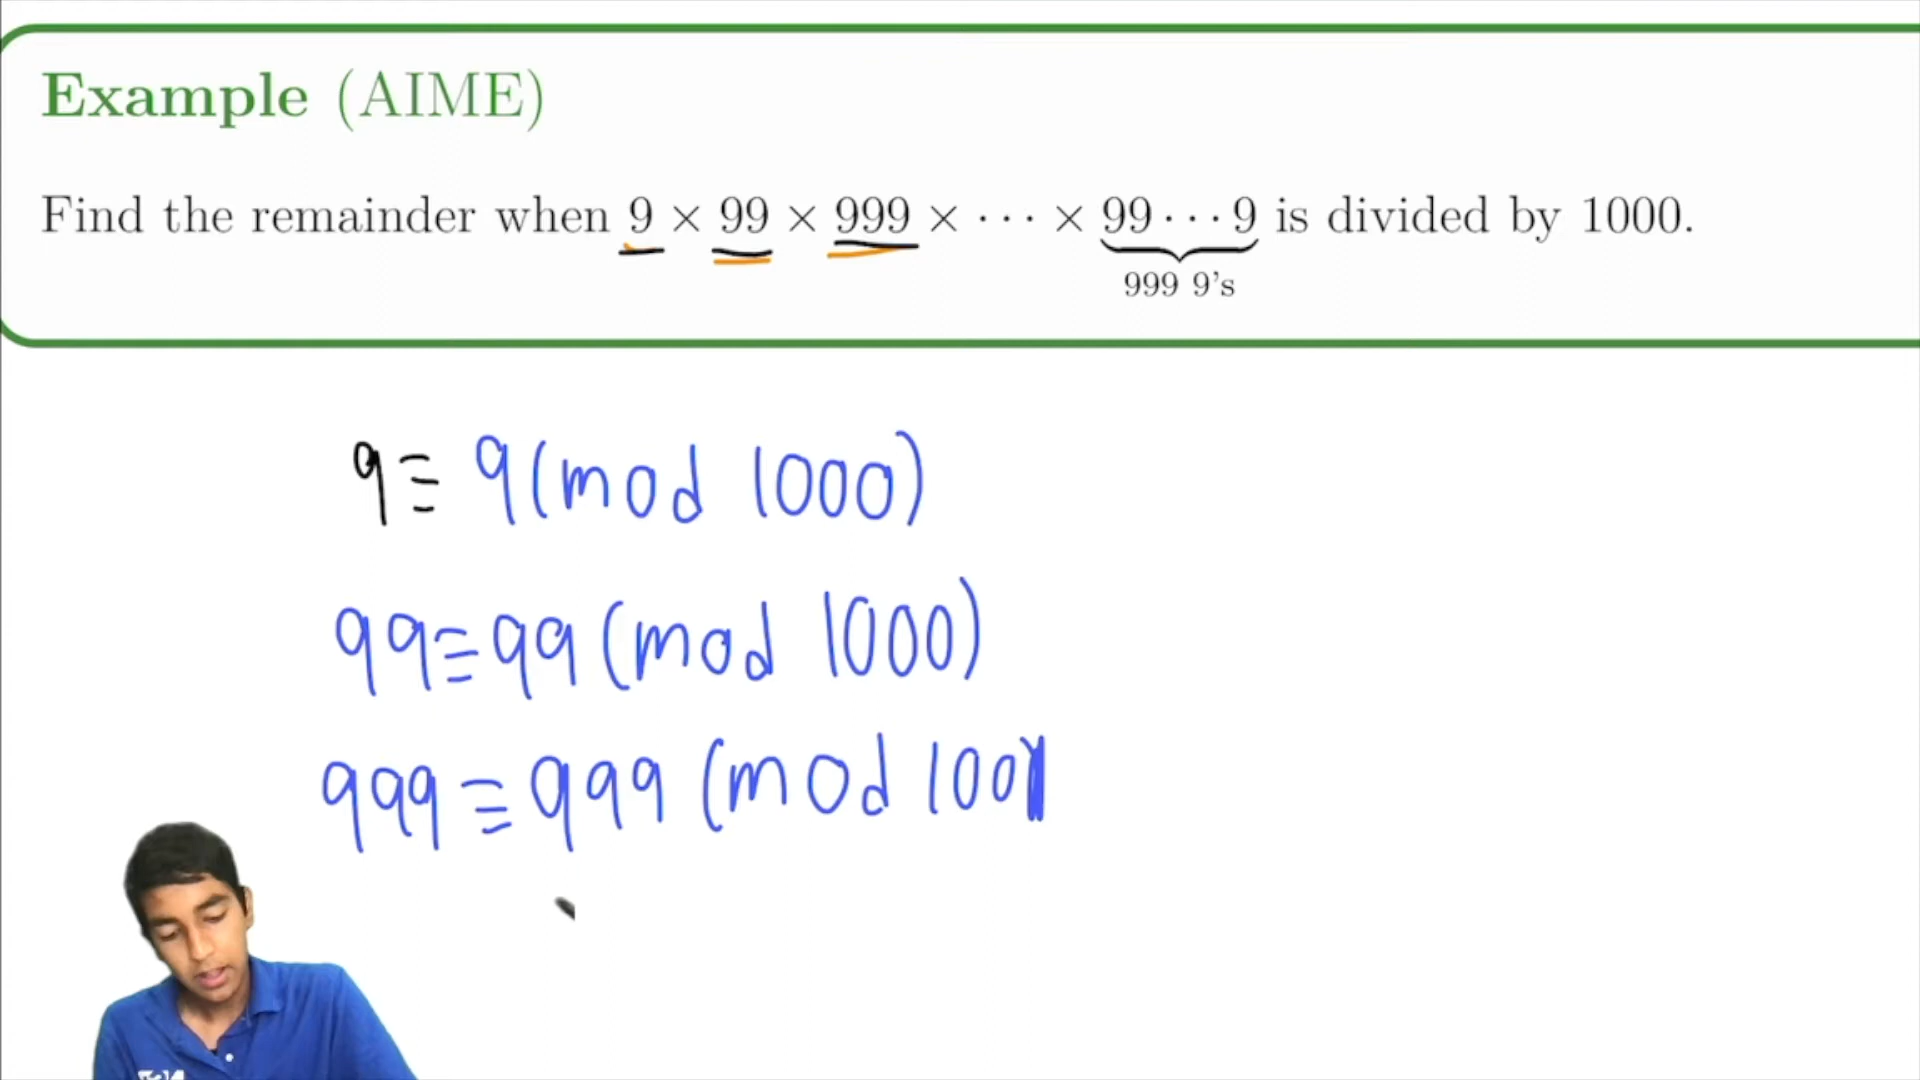 Example (AIME)
Find the remainder when 9 × 99 × 999 × ··· × 99···9 is divided by 1000.
999 9's
9 ≡ 9 (mod 1000)
99 ≡ 99 (mod 1000)
999 ≡ 999 (mod 100